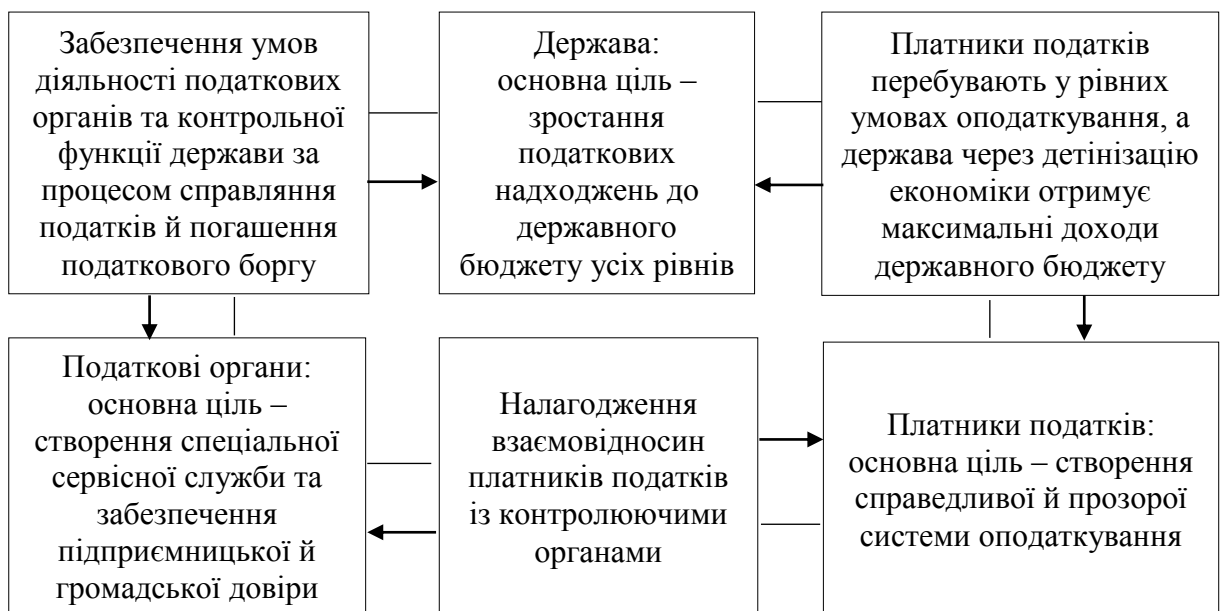 Забезпечення умов
діяльності податкових
органів та контрольної
функції держави за
процесом справляння
податків й погашення
податкового боргу
Держава:
основна ціль –
зростання
податкових
надходжень до
державного
бюджету усіх рівнів
Платники податків
перебувають у рівних
умовах оподаткування, а
держава через детінізацію
економіки отримує
максимальні доходи
державного бюджету
Податкові органи:
основна ціль –
створення спеціальної
сервісної служби та
забезпечення
підприємницької й
громадської довіри
Налагодження
взаємовідносин
платників податків
із контролюючими
органами
Платники податків:
основна ціль – створення
справедливої й прозорої
системи оподаткування